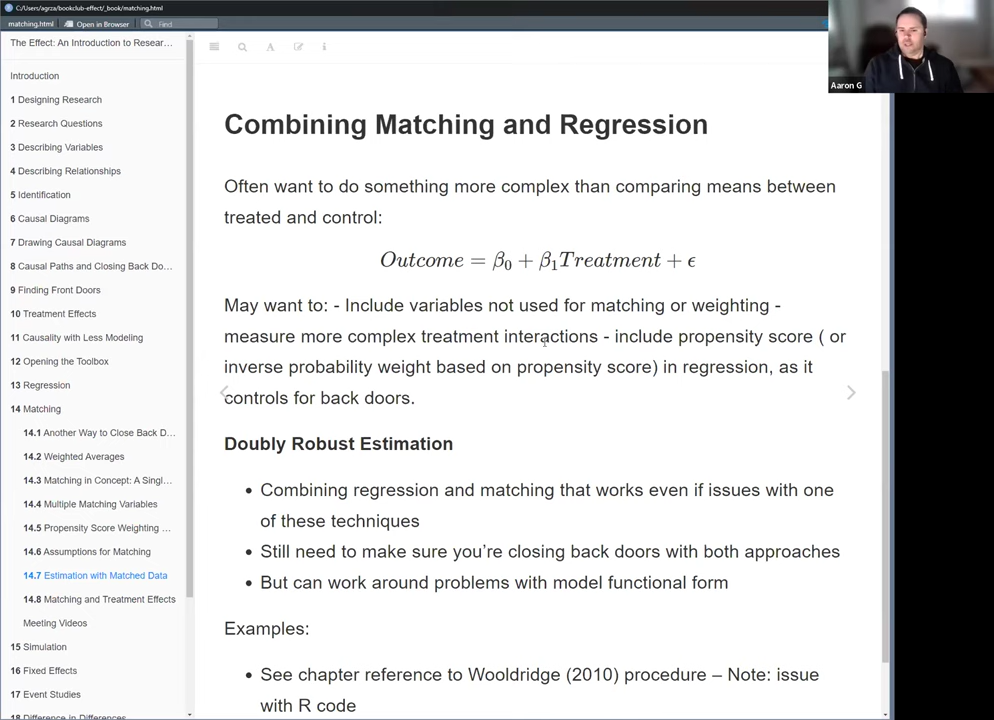 C:/Users/agrza/bookclub-effect/_book/matching.html
matching.html
Open in Browser
Find
Aaron G
The Effect: An Introduction to Resear…
Introduction
1 Designing Research
2 Research Questions
3 Describing Variables
4 Describing Relationships
5 Identification
6 Causal Diagrams
7 Drawing Causal Diagrams
8 Causal Paths and Closing Back Do…
9 Finding Front Doors
10 Treatment Effects
11 Causality with Less Modeling
12 Opening the Toolbox
13 Regression
14 Matching
14.1 Another Way to Close Back D…
14.2 Weighted Averages
14.3 Matching in Concept: A Singl…
14.4 Multiple Matching Variables
14.5 Propensity Score Weighting …
14.6 Assumptions for Matching
14.7 Estimation with Matched Data
14.8 Matching and Treatment Effects
Meeting Videos
15 Simulation
16 Fixed Effects
17 Event Studies
18 Difference In Differences
Combining Matching and Regression
Often want to do something more complex than comparing means between
treated and control:
Outcome = β₀ + β₁Treatment + ϵ
May want to: - Include variables not used for matching or weighting -
measure more complex treatment interactions - include propensity score ( or
inverse probability weight based on propensity score) in regression, as it
controls for back doors.
Doubly Robust Estimation
• Combining regression and matching that works even if issues with one
of these techniques
• Still need to make sure you're closing back doors with both approaches
• But can work around problems with model functional form
Examples:
• See chapter reference to Wooldridge (2010) procedure – Note: issue
with R code